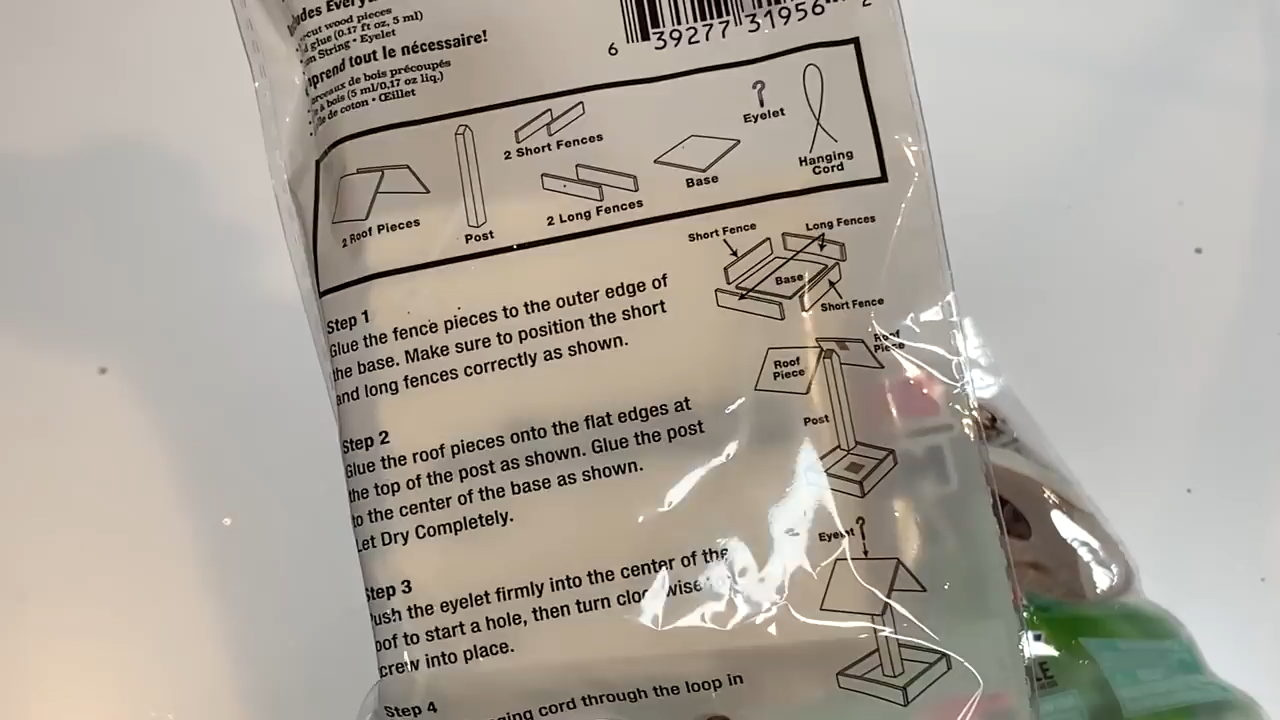 -cut wood pieces
glue (0.17 ft oz, 5 ml)
String • Eyelet
prend tout le nécessaire!
de bois précoupés
à bois (5 ml/0,17 oz liq.)
de coton • Œillet
6 39277 31956 2
2 Roof Pieces
Post
2 Short Fences
2 Long Fences
Base
Eyelet
Hanging
Cord
Short Fence
Long Fences
Base
Short Fence
Step 1
Glue the fence pieces to the outer edge of
the base. Make sure to position the short
and long fences correctly as shown.
Roof
Piece
Roof
Piece
Post
Step 2
Glue the roof pieces onto the flat edges at
the top of the post as shown. Glue the post
to the center of the base as shown.
Let Dry Completely.
Eyelet
Step 3
Push the eyelet firmly into the center of the
oof to start a hole, then turn clockwise
crew into place.
Step 4
ging cord through the loop in